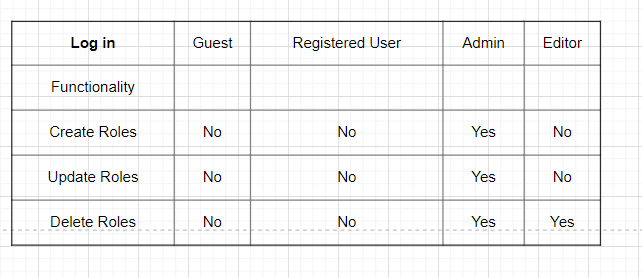 Log in Guest Registered User Admin Editor
Functionality
Create Roles No No Yes No
Update Roles No No Yes No
Delete Roles No No Yes Yes